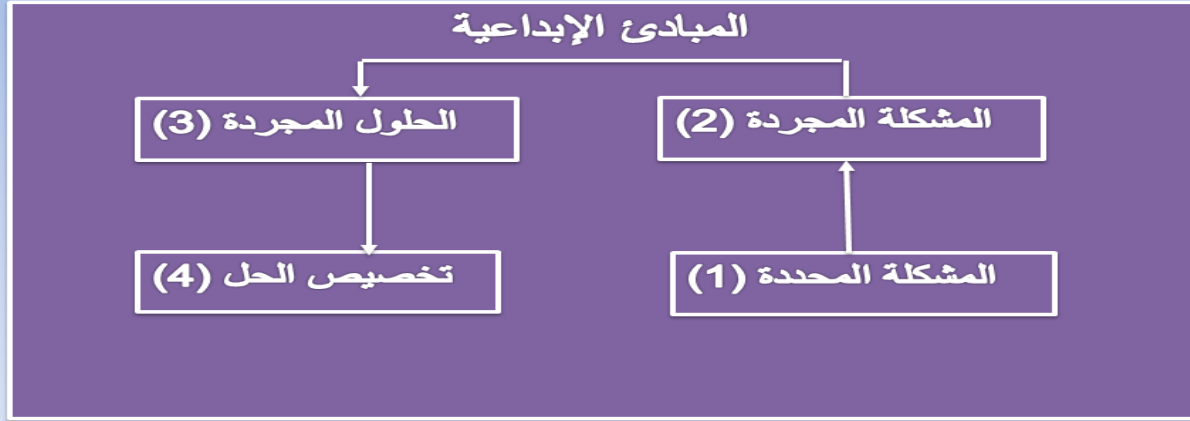 المبادئ الإبداعية
المشكلة المجردة (2)
الحلول المجردة (3)
المشكلة المحددة (1)
تخصيص الحل (4)